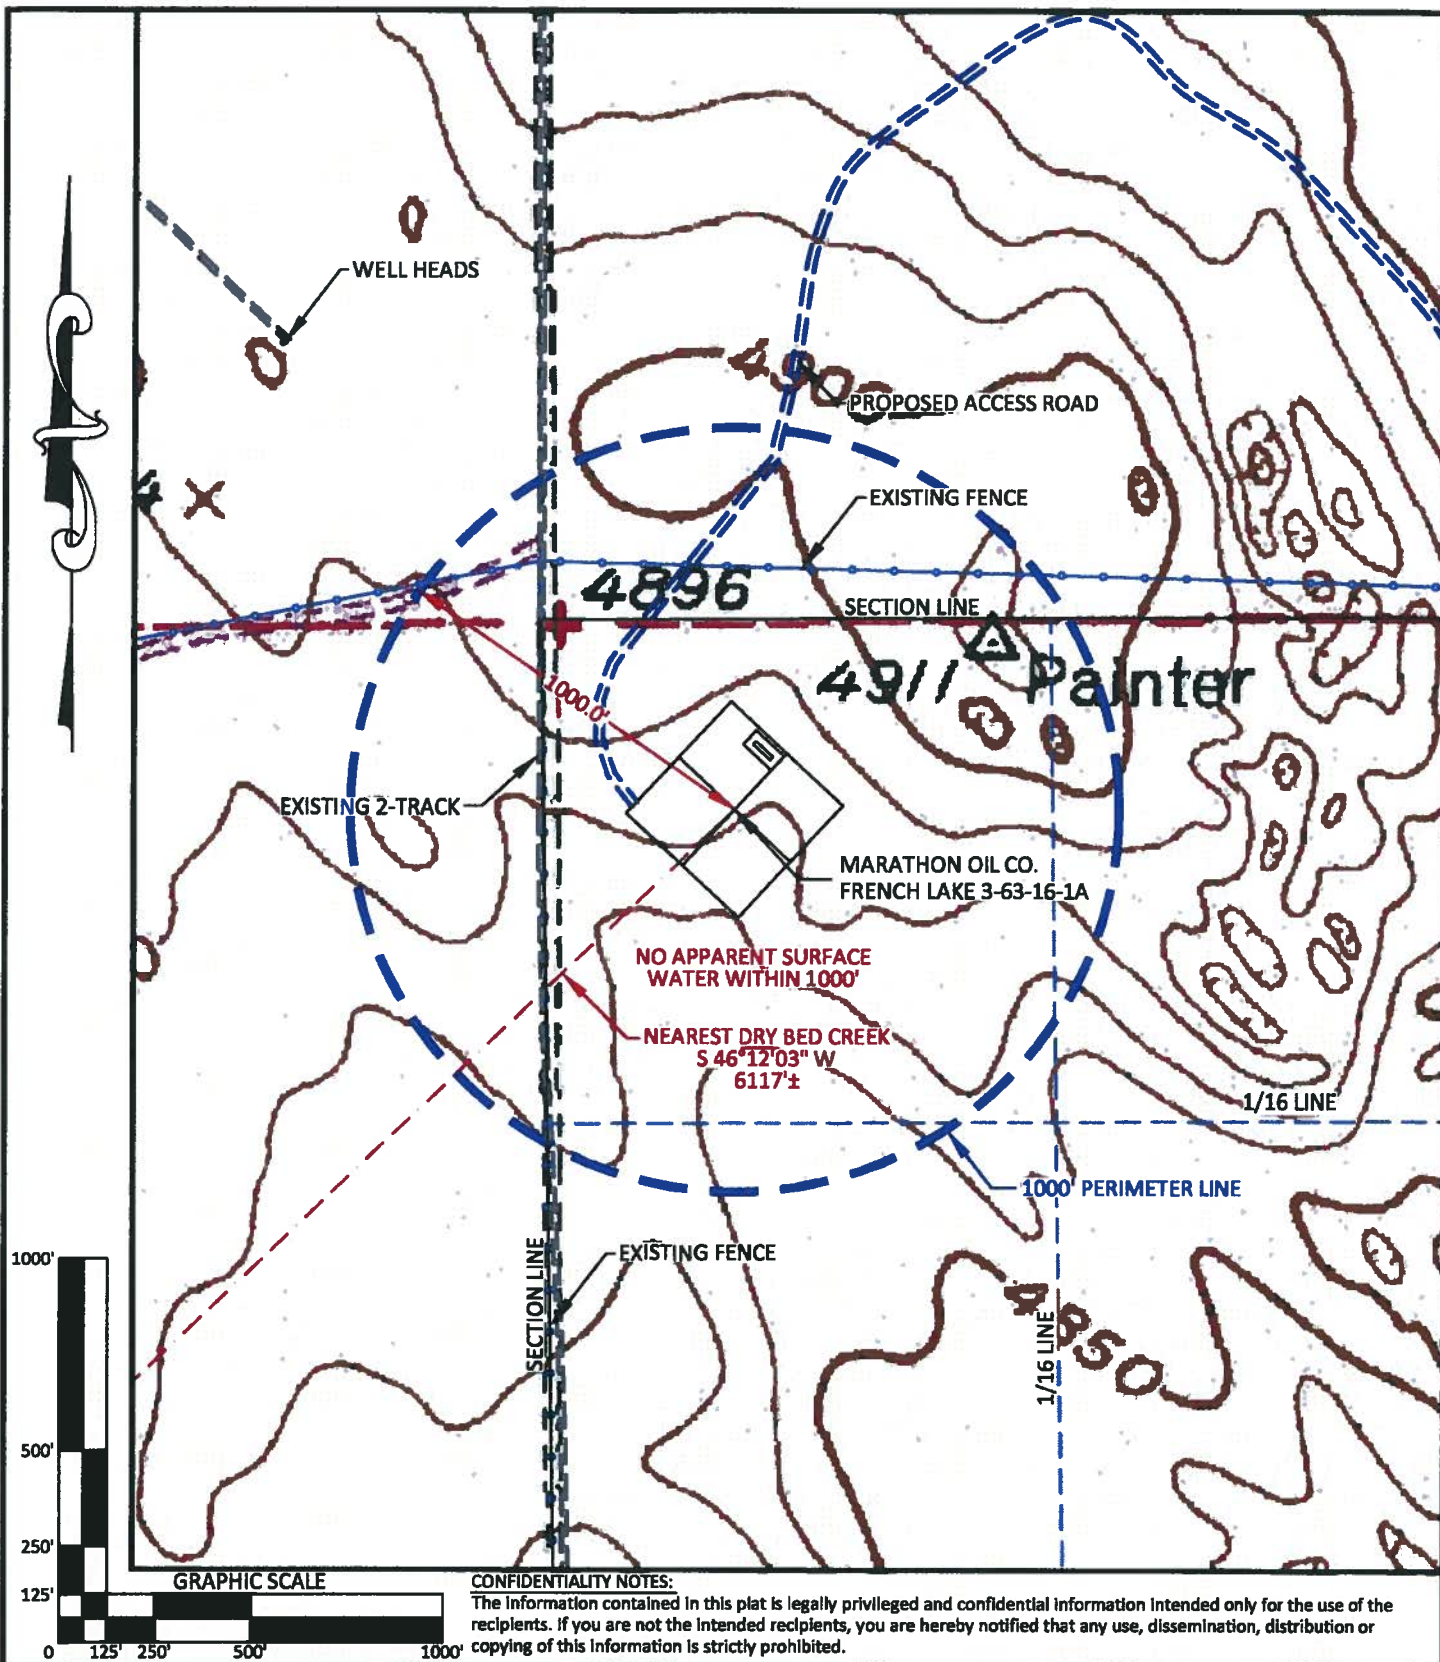 WELL HEADS
4900
PROPOSED ACCESS ROAD
4
EXISTING FENCE
4896
SECTION LINE
4911 Painter
1000.0'
EXISTING 2-TRACK
MARATHON OIL CO.
FRENCH LAKE 3-63-16-1A
NO APPARENT SURFACE
WATER WITHIN 1000'
NEAREST DRY BED CREEK
S 46°12'03" W
6117'±
1/16 LINE
1000' PERIMETER LINE
EXISTING FENCE
SECTION LINE
4850
1/16 LINE
1000'
500'
250'
125'
0 125' 250' 500' 1000'
GRAPHIC SCALE
CONFIDENTIALITY NOTES:
The information contained in this plat is legally privileged and confidential information intended only for the use of the
recipients. If you are not the intended recipients, you are hereby notified that any use, dissemination, distribution or
copying of this information is strictly prohibited.